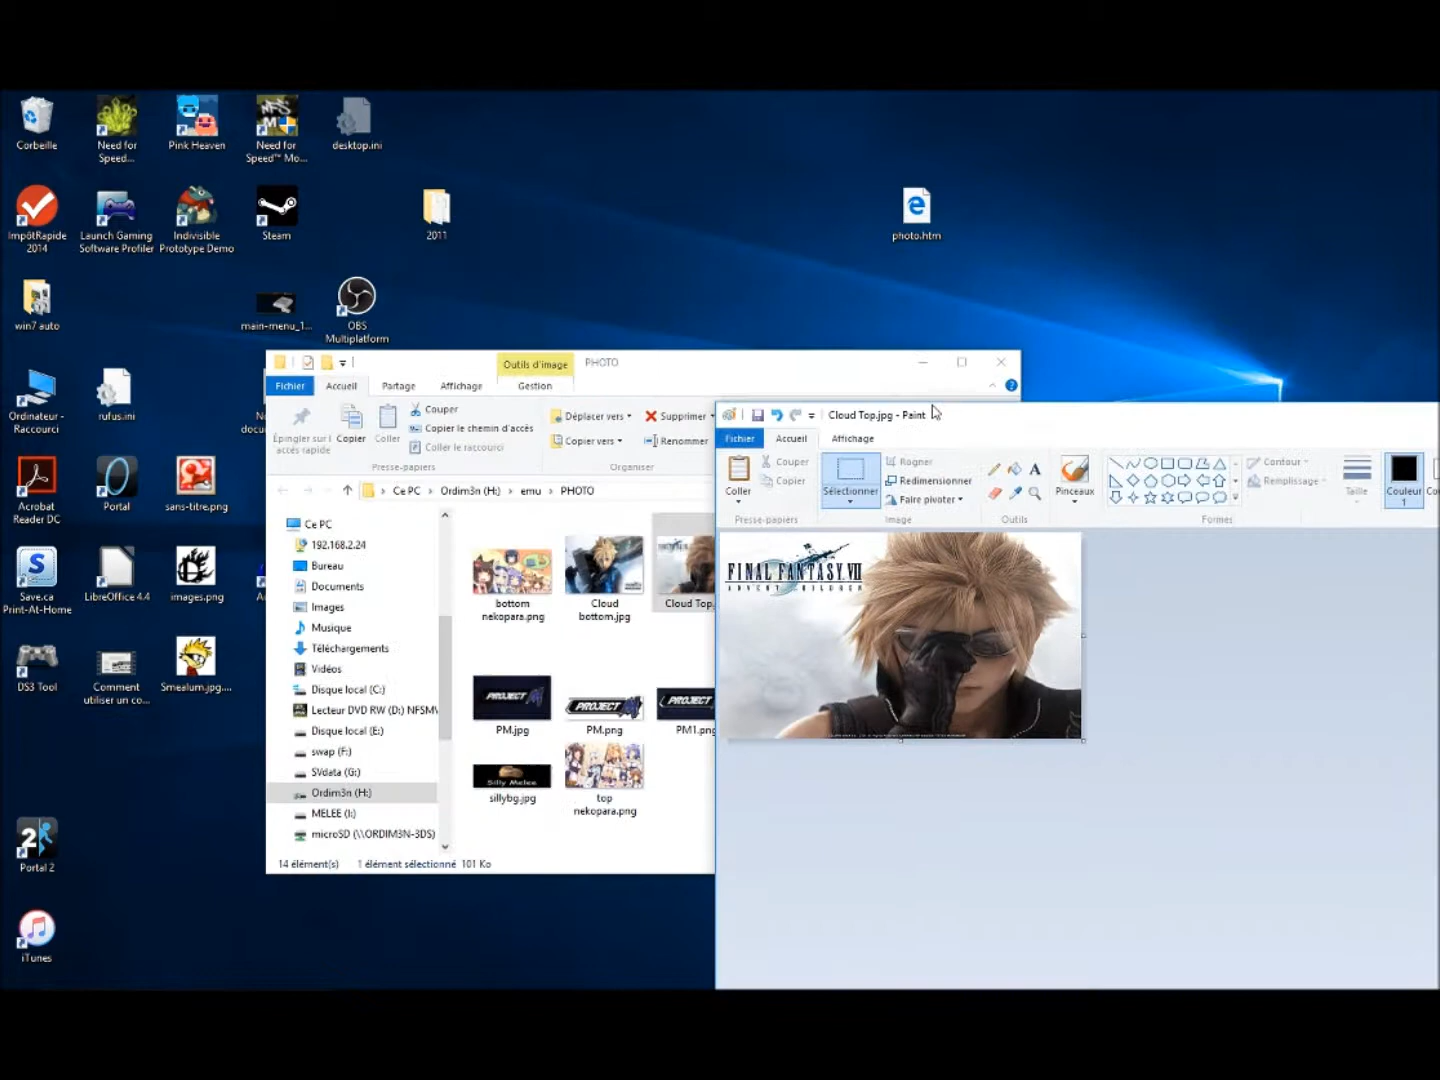 Corbeille
Need for
Speed...
Pink Heaven
Need for
Speed™ Mo...
desktop.ini
ImpôtRapide
2014
Launch Gaming
Software Profiler
Indivisible
Prototype Demo
Steam
2011
photo.htm
win7 auto
main-menu_1...
OBS
Multiplatform
Ordinateur -
Raccourci
rufus.ini
Acrobat
Reader DC
Portal
sans-titre.png
Save.ca
Print-At-Home
LibreOffice 4.4
images.png
DS3 Tool
Comment
utiliser un co...
Smealum.jpg....
Portal 2
iTunes
Outils d'image
PHOTO
Fichier
Accueil
Partage
Affichage
Gestion
Épingler sur l
accès rapide
Copier
Coller
Couper
Copier le chemin d'accès
Coller le raccourci
Presse-papiers
Déplacer vers
Copier vers
Supprimer
Renommer
Organiser
Ce PC > Ordim3n (H:) > emu > PHOTO
Ce PC
192.168.2.24
Bureau
Documents
Images
Musique
Téléchargements
Vidéos
Disque local (C:)
Lecteur DVD RW (D:) NFSMW
Disque local (E:)
swap (F:)
SVdata (G:)
Ordim3n (H:)
MELEE (I:)
microSD (\\ORDIM3N-3DS)
bottom
nekopara.png
Cloud
bottom.jpg
Cloud Top.
PROJECT M
PM.jpg
PROJECT M
PM.png
PROJECT
PM1.png
Silly Melee
sillybg.jpg
top
nekopara.png
14 élément(s)
1 élément sélectionné 101 Ko
Cloud Top.jpg - Paint
Fichier
Accueil
Affichage
Coller
Couper
Copier
Presse-papiers
Sélectionner
Rogner
Redimensionner
Faire pivoter
Image
A
Outils
Pinceaux
Contour
Remplissage
Formes
Taille
Couleur
1
FINAL FANTASY VII
ADVENT CHILDREN